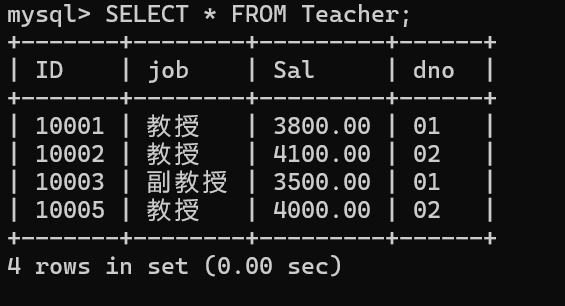 mysql> SELECT * FROM Teacher;
+-------+--------+---------+------+
| ID    | job    | Sal     | dno  |
+-------+--------+---------+------+
| 10001 | 教授   | 3800.00 | 01   |
| 10002 | 教授   | 4100.00 | 02   |
| 10003 | 副教授 | 3500.00 | 01   |
| 10005 | 教授   | 4000.00 | 02   |
+-------+--------+---------+------+
4 rows in set (0.00 sec)